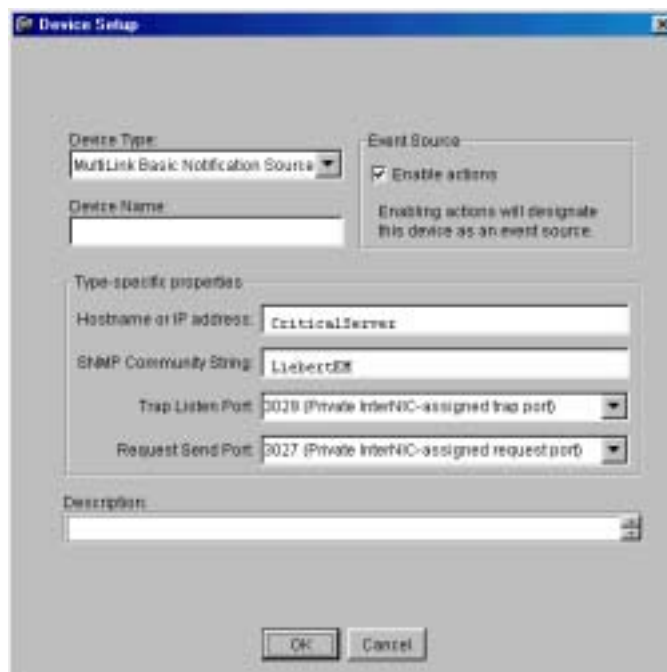 Device Setup
Device Type:
MultiLink Basic Notification Source
Device Name:
Event Source
Enable actions
Enabling actions will designate
this device as an event source.
Type-specific properties
Hostname or IP address:
CriticalServer
SNMP Community String:
LiebertEM
Trap Listen Port:
3028 (Private InterNIC-assigned trap port)
Request Send Port:
3027 (Private InterNIC-assigned request port)
Description:
OK
Cancel